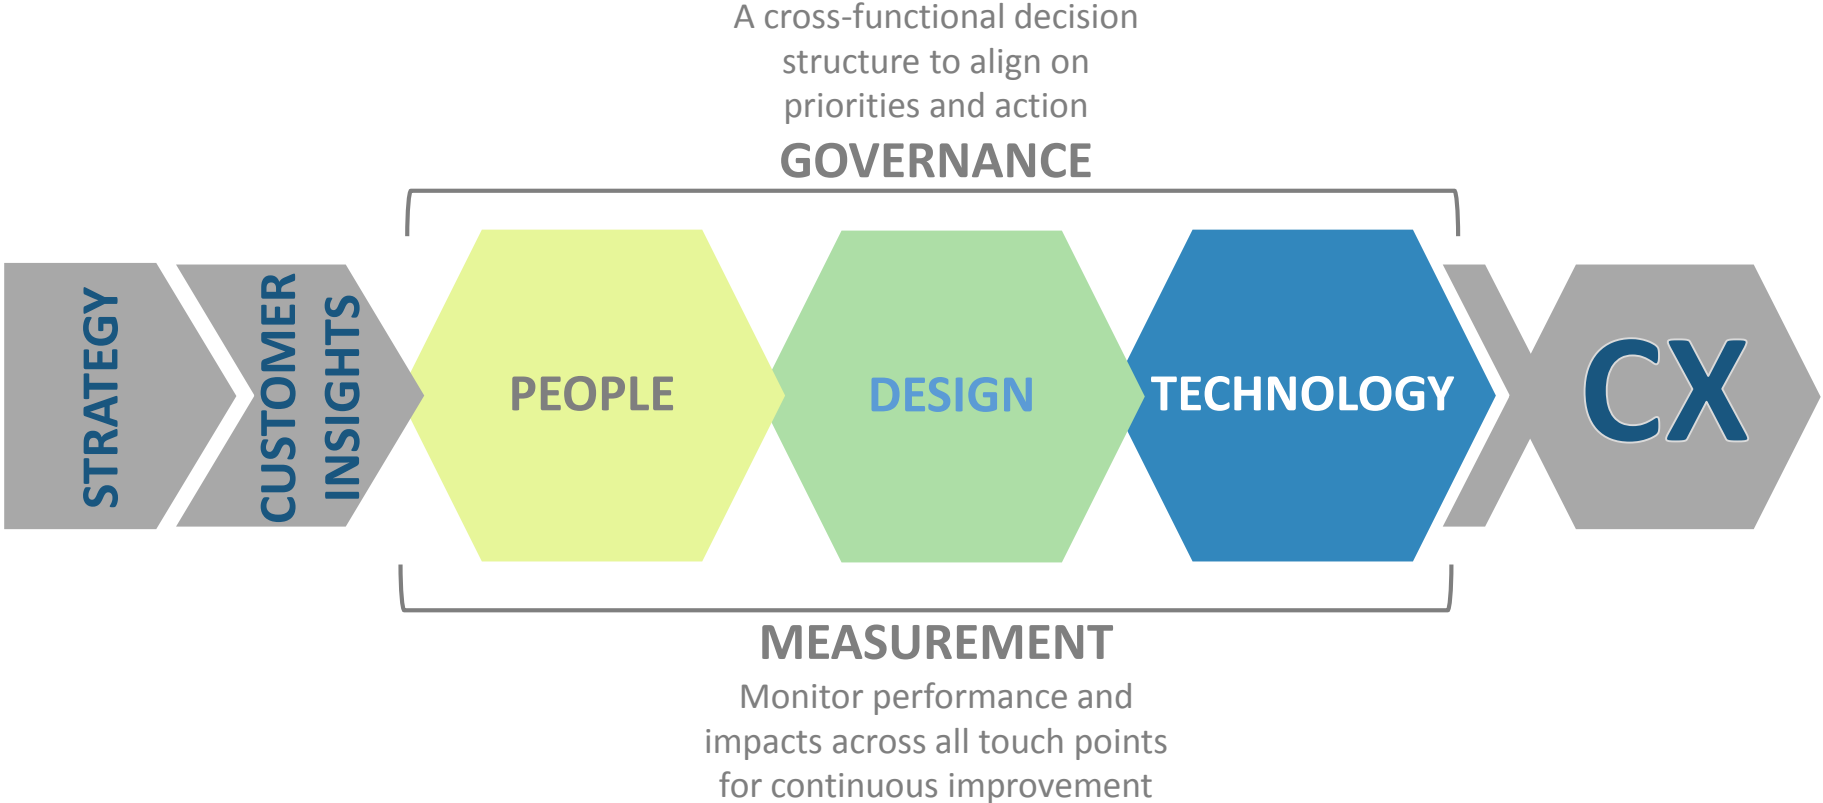 A cross-functional decision
structure to align on
priorities and action
GOVERNANCE
STRATEGY
CUSTOMER
INSIGHTS
PEOPLE
DESIGN
TECHNOLOGY
CX
MEASUREMENT
Monitor performance and
impacts across all touch points
for continuous improvement